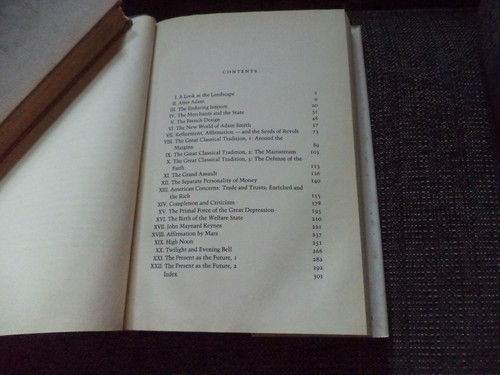 CONTENTS
I. A Look at the Landscape 1
II. After Adam 9
III. The Enduring Interim 20
IV. The Merchants and the State 31
V. The French Design 46
VI. The New World of Adam Smith 57
VII. Refinement, Affirmation — and the Seeds of Revolt 73
VIII. The Great Classical Tradition, 1: Around the
Margins 89
IX. The Great Classical Tradition, 2: The Mainstream 103
X. The Great Classical Tradition, 3: The Defense of the
Faith 113
XI. The Grand Assault 126
XII. The Separate Personality of Money 140
XIII. American Concerns: Trade and Trusts; Enriched and
the Rich 155
XIV. Completion and Criticism 178
XV. The Primal Force of the Great Depression 193
XVI. The Birth of the Welfare State 210
XVII. John Maynard Keynes 221
XVIII. Affirmation by Mars 237
XIX. High Noon 251
XX. Twilight and Evening Bell 266
XXI. The Present as the Future, 1 282
XXII. The Present as the Future, 2 292
Index 301